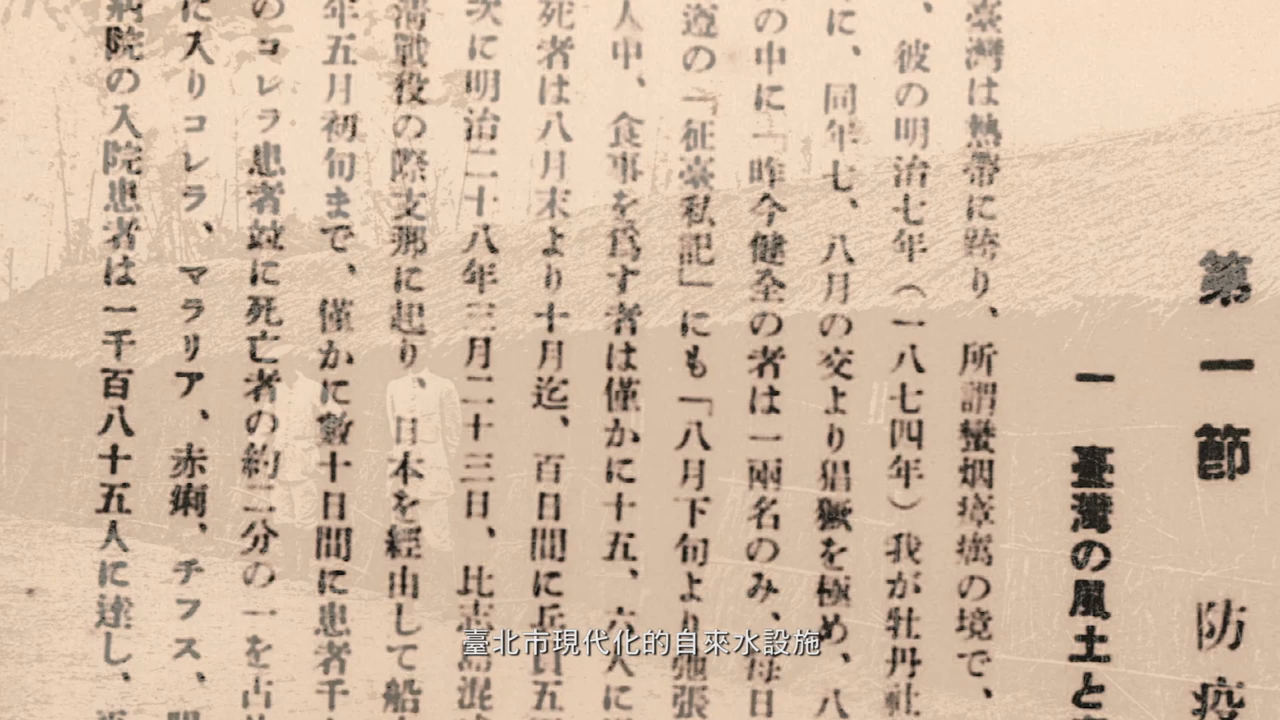 第一節　防疫
一　臺灣の風土と
臺灣は熱帶に跨り、所謂蠻烟瘴癘の境で、
、彼の明治七年（一八七四年）我が牡丹社
に、同年七、八月の交より猖獗を極め、八
の中に「昨今健全の者は一兩名のみ、每日
遵の「征臺私記」にも「八月下旬より弛張
人中、食事を爲す者は僅かに十五、六人に
死者は八月末より十月迄、百日間に兵員五
次に明治二十八年三月二十三日、比志島混
淸戰役の際支那に起り、日本を經由して船
年五月初旬まで、僅かに數十日間に患者千
のコレラ患者竝に死亡者の約二分の一を占
に入りコレラ、マラリア、赤痢、チフス、
病院の入院患者は一千百八十五人に達し、
臺北市現代化的自來水設施